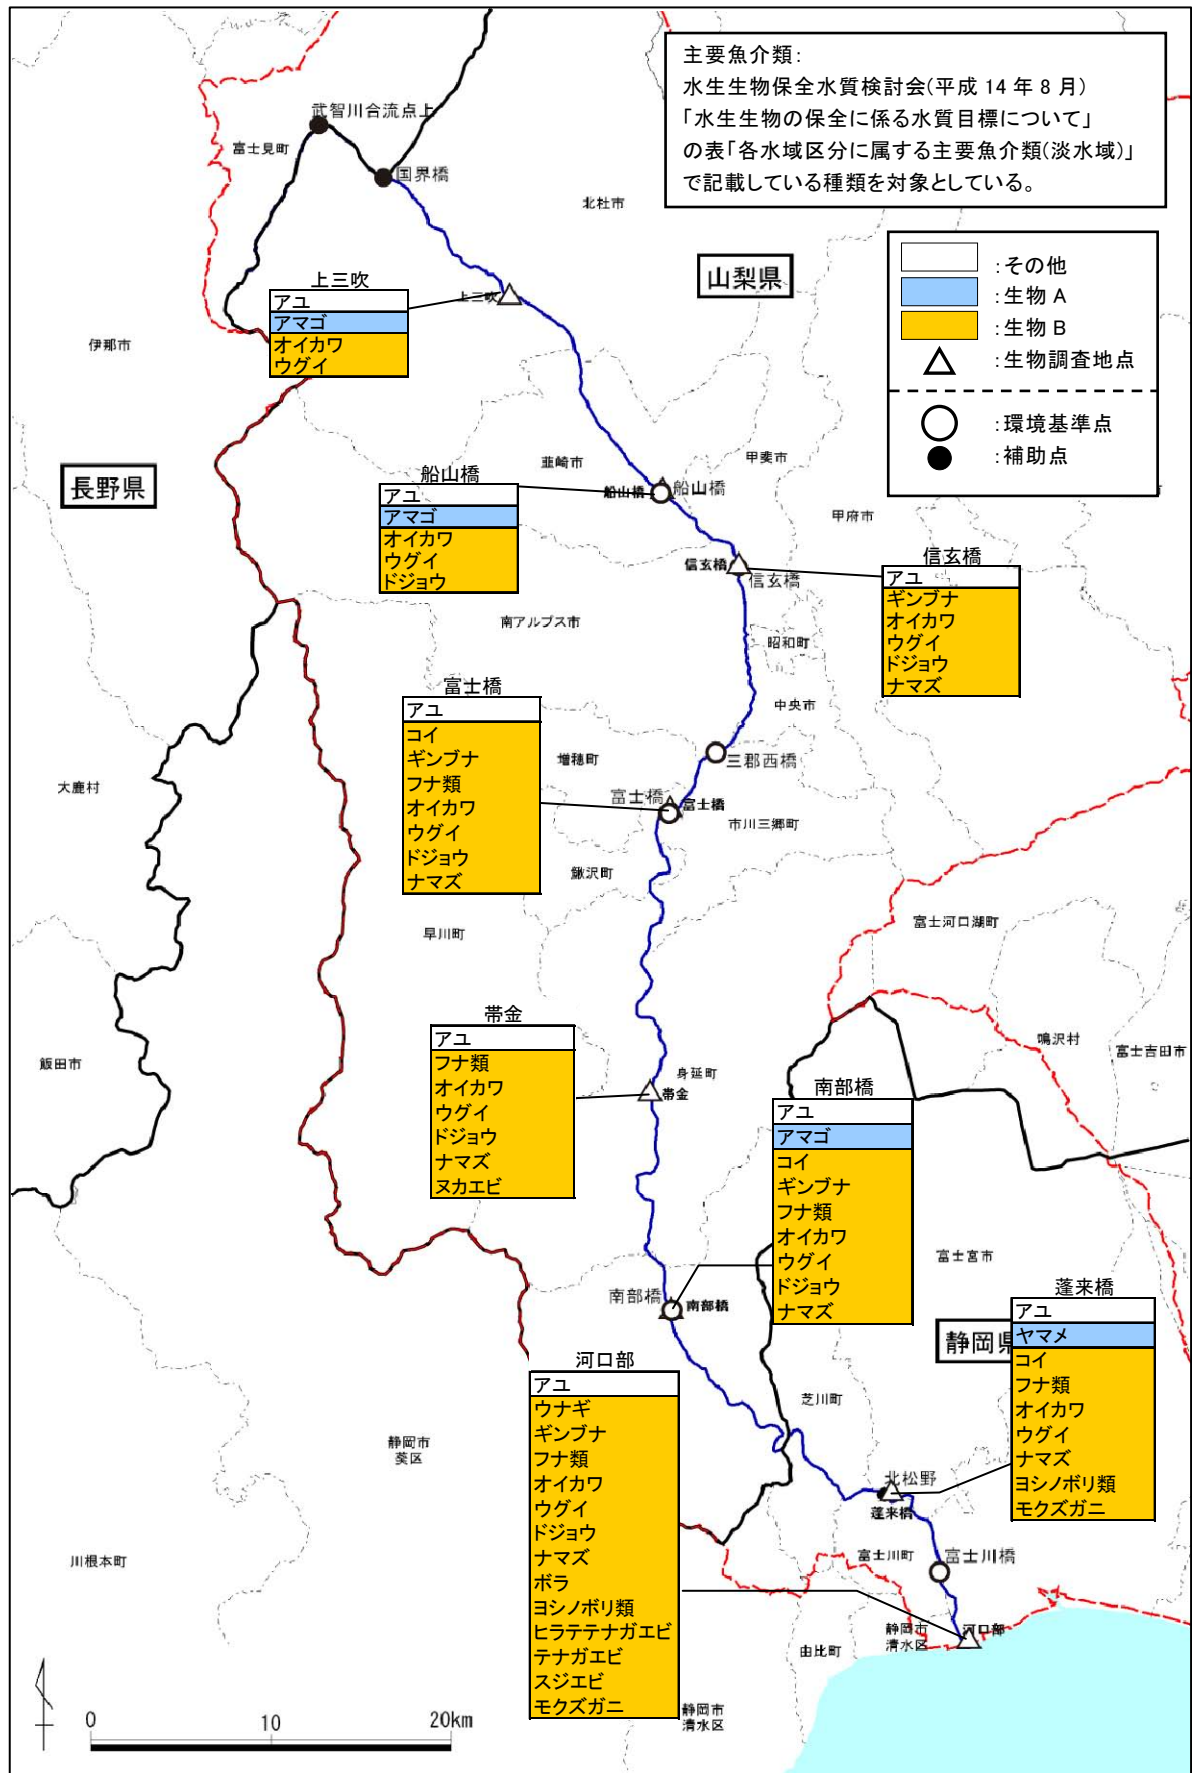 主要魚介類：
水生生物保全水質検討会(平成 14 年 8 月)
「水生生物の保全に係る水質目標について」
の表「各水域区分に属する主要魚介類(淡水域)」
で記載している種類を対象としている。
武智川合流点上
富士見町
国界橋
北杜市
山梨県
：その他
：生物 A
：生物 B
：生物調査地点
：環境基準点
：補助点
上三吹
アユ
アマゴ
オイカワ
ウグイ
上三吹
伊那市
長野県
船山橋
アユ
アマゴ
オイカワ
ウグイ
ドジョウ
韮崎市
船山橋
船山橋
甲斐市
甲府市
信玄橋
信玄橋
信玄橋
アユ
ギンブナ
オイカワ
ウグイ
ドジョウ
ナマズ
南アルプス市
昭和町
中央市
富士橋
アユ
コイ
ギンブナ
フナ類
オイカワ
ウグイ
ドジョウ
ナマズ
増穂町
三郡西橋
富士橋
富士橋
市川三郷町
鰍沢町
大鹿村
早川町
富士河口湖町
鳴沢村
富士吉田市
飯田市
帯金
アユ
フナ類
オイカワ
ウグイ
ドジョウ
ナマズ
ヌカエビ
身延町
帯金
南部橋
アユ
アマゴ
コイ
ギンブナ
フナ類
オイカワ
ウグイ
ドジョウ
ナマズ
南部橋
南部橋
富士宮市
静岡県
蓬来橋
アユ
ヤマメ
コイ
フナ類
オイカワ
ウグイ
ナマズ
ヨシノボリ類
モクズガニ
河口部
アユ
ウナギ
ギンブナ
フナ類
オイカワ
ウグイ
ドジョウ
ナマズ
ボラ
ヨシノボリ類
ヒラテテナガエビ
テナガエビ
スジエビ
モクズガニ
芝川町
静岡市
葵区
北松野
蓬来橋
川根本町
富士川町
富士川橋
静岡市
清水区
河口部
由比町
静岡市
清水区
0
10
20km